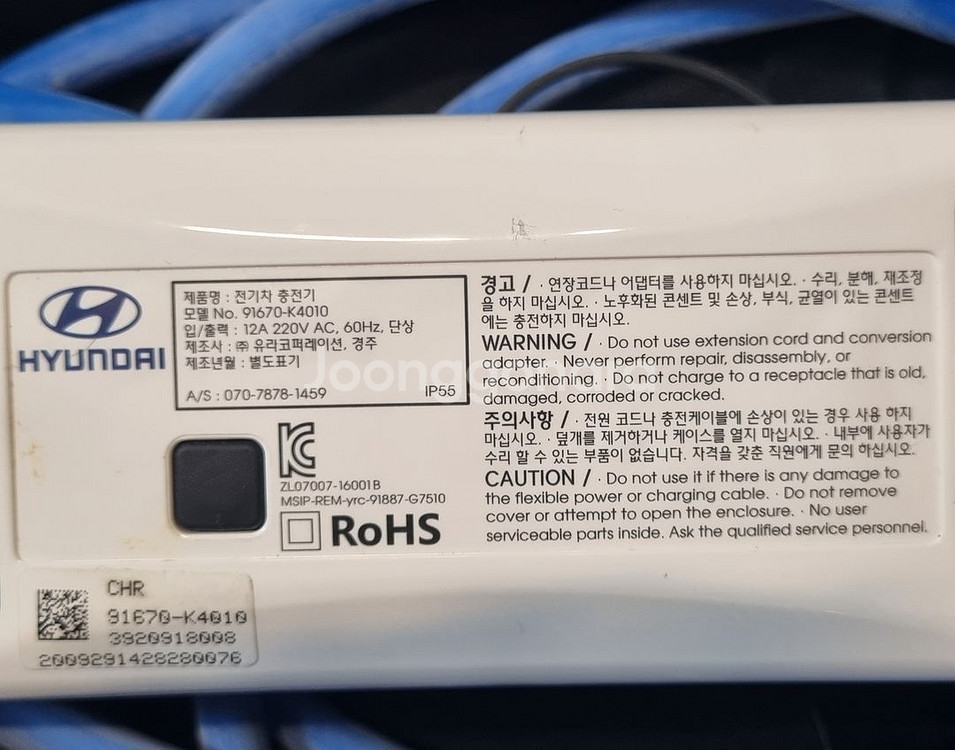 HYUNDAI
제품명 : 전기차 충전기
모델 No. 91670-K4010
입/출력 : 12A 220V AC, 60Hz, 단상
제조사 : ㈜ 유라코퍼레이션, 경주
제조년월 : 별도표기
A/S : 070-7878-1459
IP55
ZL07007-16001B
MSIP-REM-yrc-91887-G7510
RoHS
경고 / · 연장코드나 어댑터를 사용하지 마십시오. · 수리, 분해, 재조정
을 하지 마십시오. · 노후화된 콘센트 및 손상, 부식, 균열이 있는 콘센트
에는 충전하지 마십시오.
WARNING / · Do not use extension cord and conversion
adapter. · Never perform repair, disassembly, or
reconditioning. · Do not charge to a receptacle that is old,
damaged, corroded or cracked.
주의사항 / · 전원 코드나 충전케이블에 손상이 있는 경우 사용 하지
마십시오. · 덮개를 제거하거나 케이스를 열지 마십시오. · 내부에 사용자가
수리 할 수 있는 부품이 없습니다. 자격을 갖춘 직원에게 문의 하십시오.
CAUTION / · Do not use it if there is any damage to
the flexible power or charging cable. · Do not remove
cover or attempt to open the enclosure. · No user
serviceable parts inside. Ask the qualified service personnel.
CHR
91670-K4010
3920918008
2009291428280076